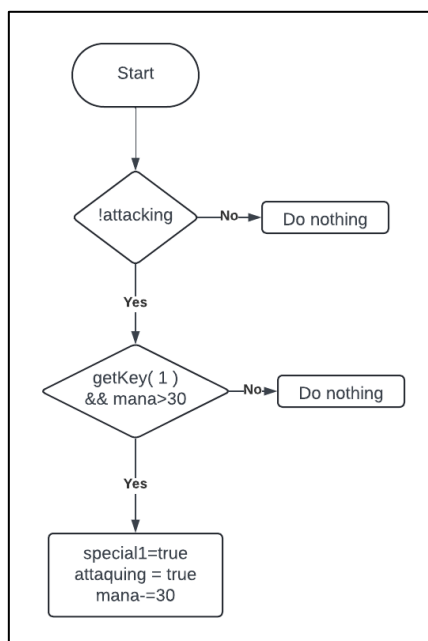 Start
!attacking
No
Do nothing
Yes
getKey( 1 )
&& mana>30
No
Do nothing
Yes
special1=true
attaquing = true
mana-=30